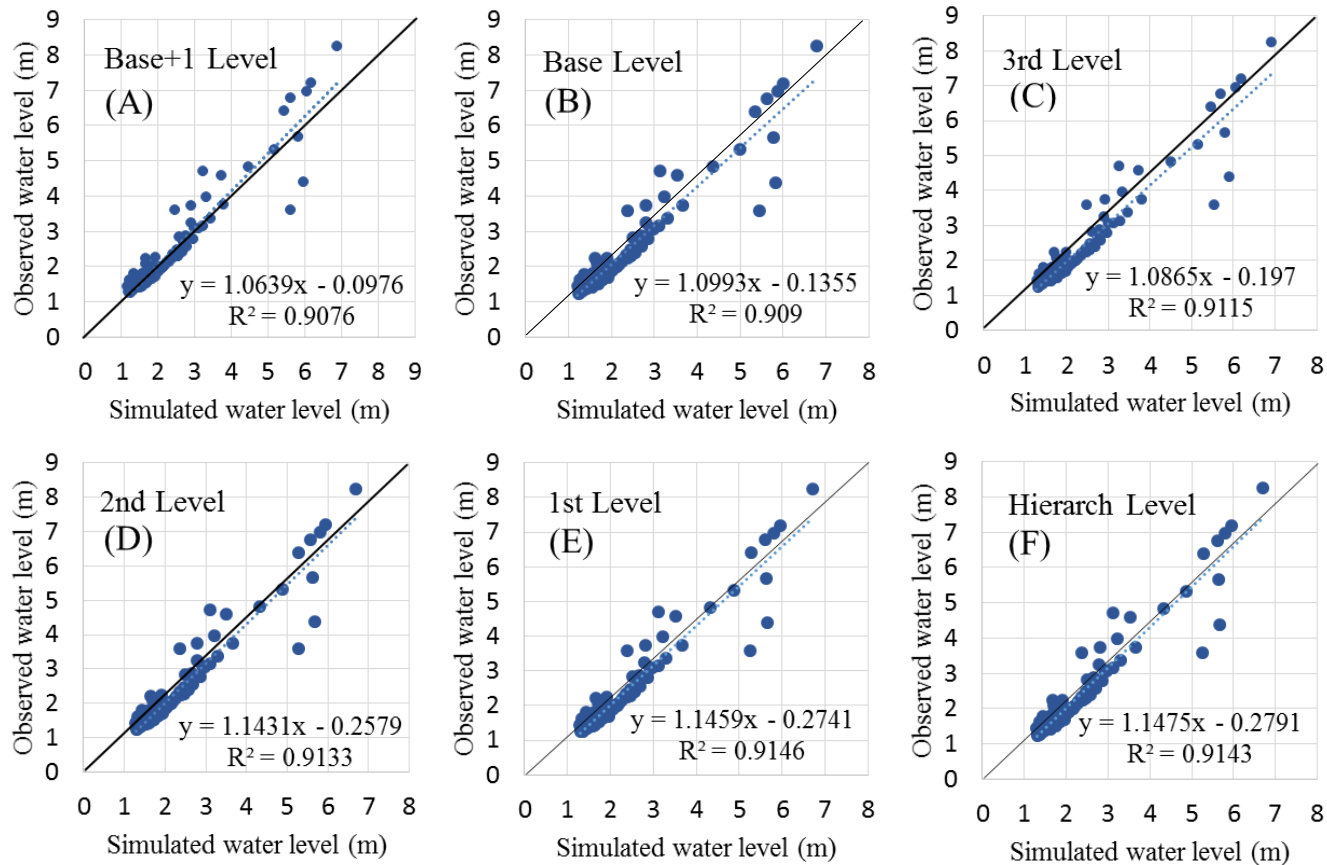 Base+1 Level
(A)
Observed water level (m)
9
8
7
6
5
4
3
2
1
0
y = 1.0639x - 0.0976
R² = 0.9076
0 1 2 3 4 5 6 7 8 9
Simulated water level (m)
Base Level
(B)
Observed water level (m)
9
8
7
6
5
4
3
2
1
0
y = 1.0993x - 0.1355
R² = 0.909
0 1 2 3 4 5 6 7 8
Simulated water level (m)
3rd Level
(C)
Observed water level (m)
9
8
7
6
5
4
3
2
1
0
y = 1.0865x - 0.197
R² = 0.9115
0 1 2 3 4 5 6 7 8
Simulated water level (m)
2nd Level
(D)
Observed water level (m)
9
8
7
6
5
4
3
2
1
0
y = 1.1431x - 0.2579
R² = 0.9133
0 1 2 3 4 5 6 7 8
Simulated water level (m)
1st Level
(E)
Observed water level (m)
9
8
7
6
5
4
3
2
1
0
y = 1.1459x - 0.2741
R² = 0.9146
0 1 2 3 4 5 6 7 8
Simulated water level (m)
Hierarch Level
(F)
Observed water level (m)
9
8
7
6
5
4
3
2
1
0
y = 1.1475x - 0.2791
R² = 0.9143
0 1 2 3 4 5 6 7 8
Simulated water level (m)